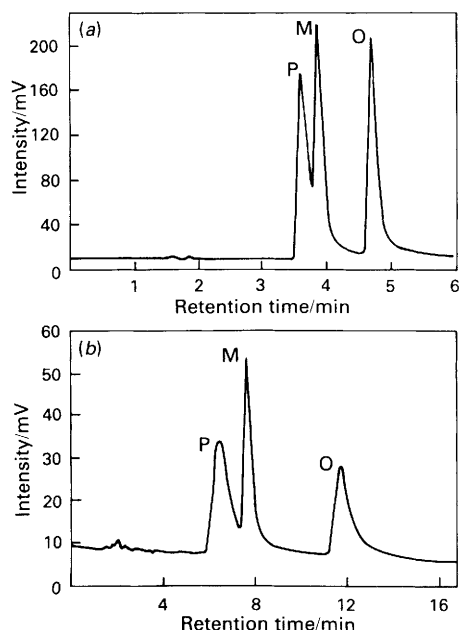 (a)
P
M
O
Intensity/mV
200
160
120
80
40
0
1 2 3 4 5 6
Retention time/min
(b)
P
M
O
Intensity/mV
60
50
40
30
20
10
0
4 8 12 16
Retention time/min